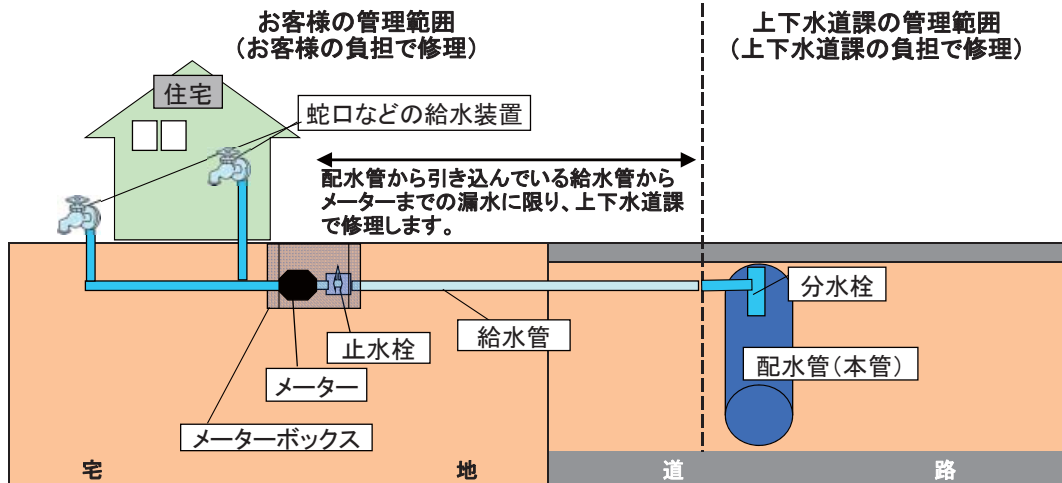 お客様の管理範囲
(お客様の負担で修理)
上下水道課の管理範囲
(上下水道課の負担で修理)
住宅
蛇口などの給水装置
配水管から引き込んでいる給水管から
メーターまでの漏水に限り、上下水道課
で修理します。
分水栓
給水管
止水栓
配水管(本管)
メーター
メーターボックス
宅地
道路